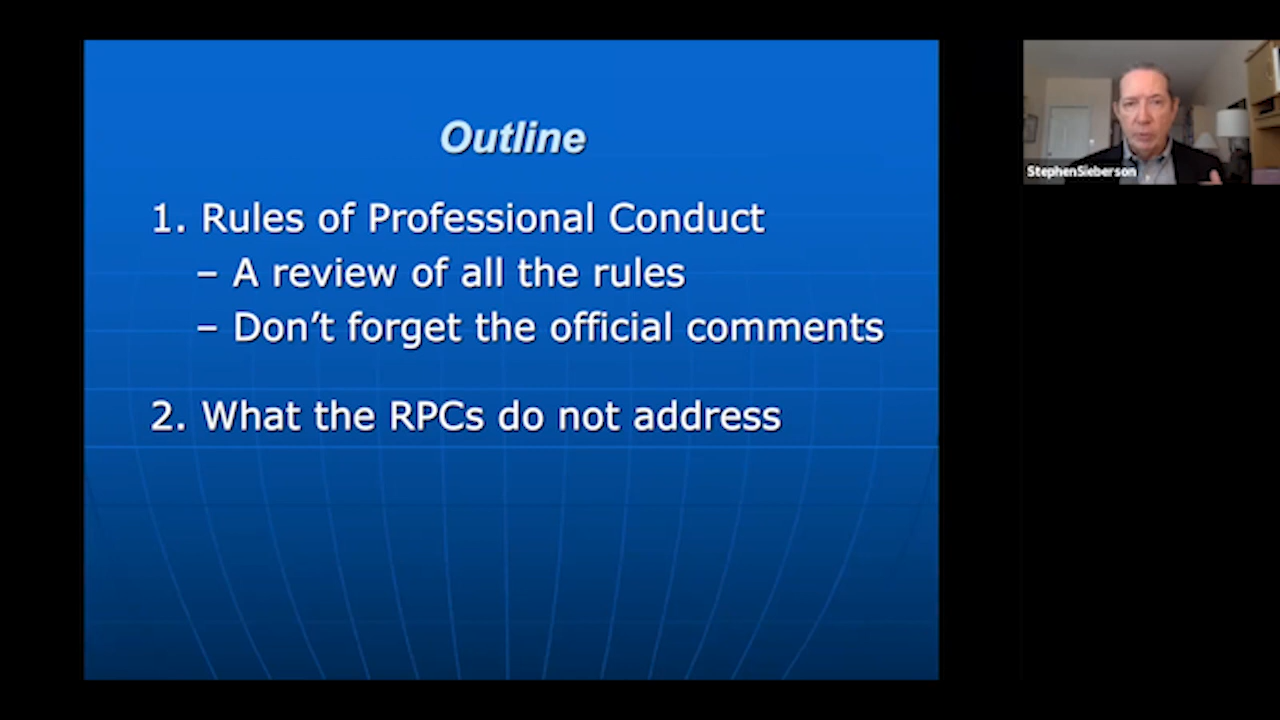 Outline
1. Rules of Professional Conduct
– A review of all the rules
– Don’t forget the official comments
2. What the RPCs do not address
StephenSieberson